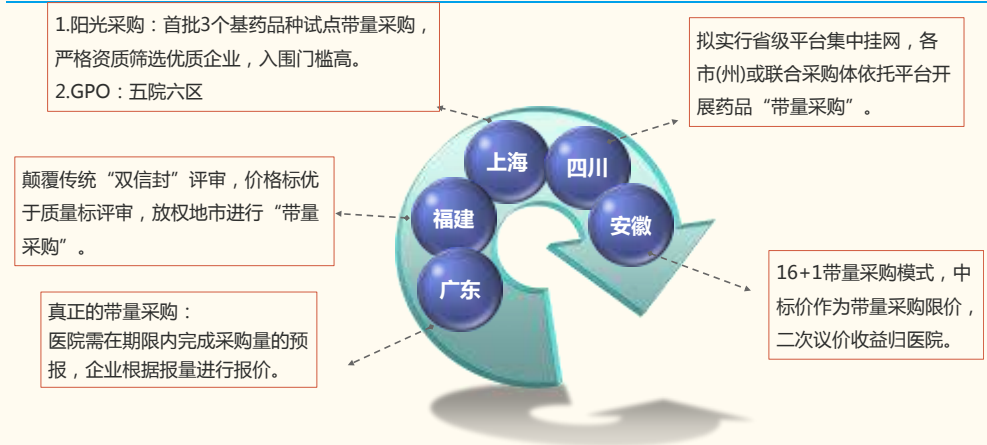 1.阳光采购：首批3个基药品种试点带量采购，
严格资质筛选优质企业，入围门槛高。
2.GPO：五院六区
拟实行省级平台集中挂网，各
市(州)或联合采购体依托平台开
展药品“带量采购”。
上海
四川
颠覆传统“双信封”评审，价格标优
于质量标评审，放权地市进行“带量
采购”。
福建
安徽
广东
16+1带量采购模式，中
标价作为带量采购限价，
二次议价收益归医院。
真正的带量采购：
医院需在期限内完成采购量的预
报，企业根据报量进行报价。